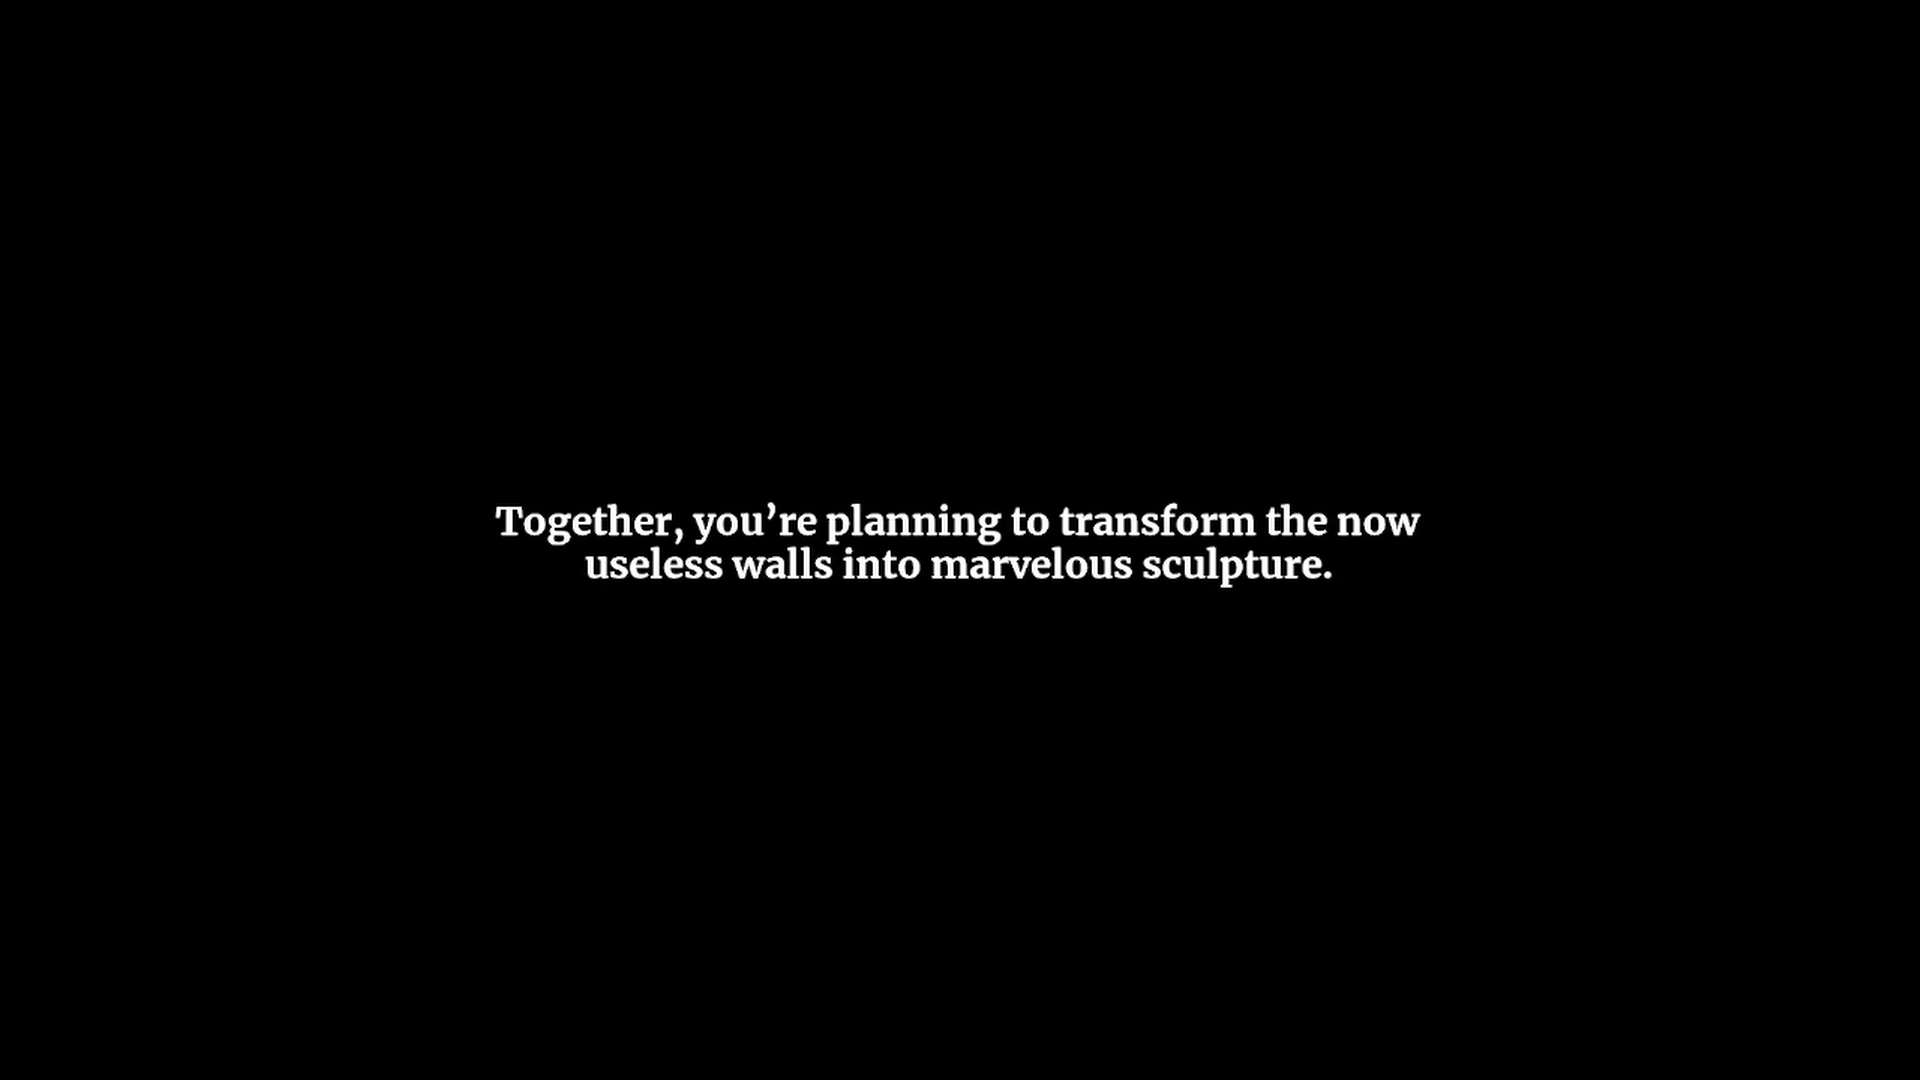 Together, you’re planning to transform the now
useless walls into marvelous sculpture.